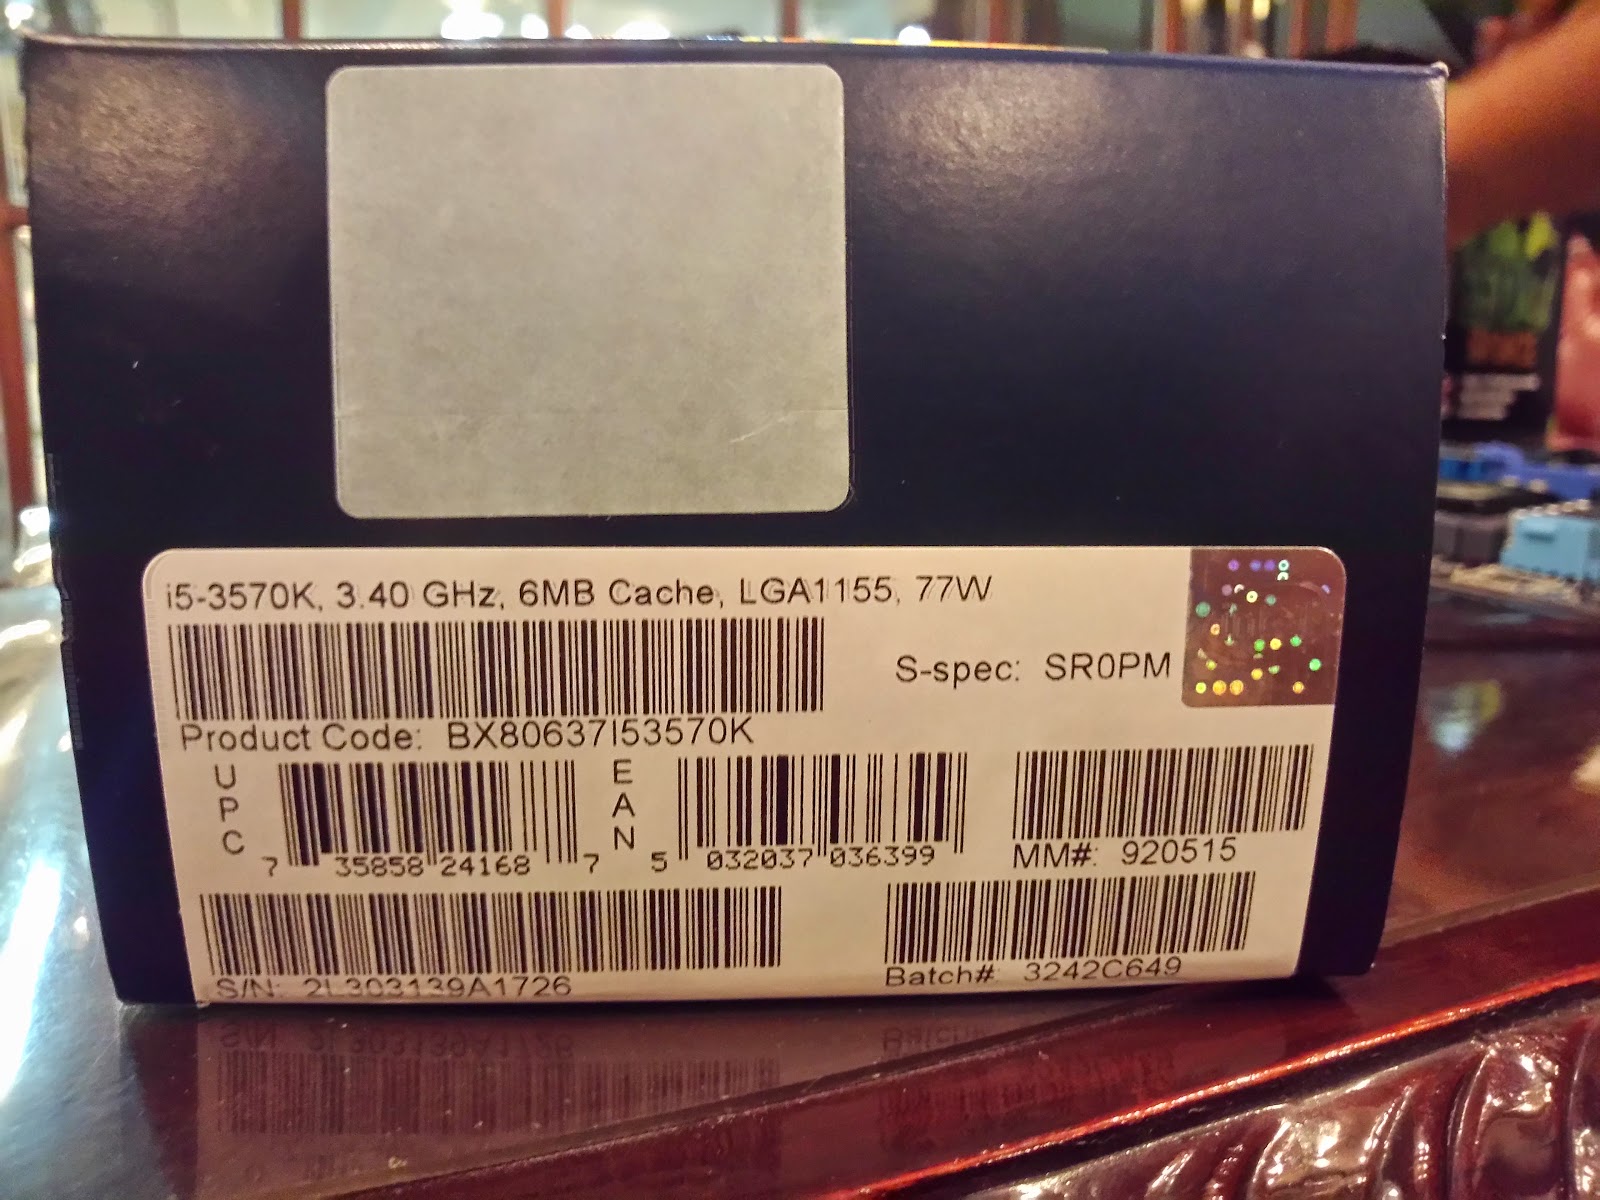 i5-3570K, 3.40 GHz, 6MB Cache, LGA1155, 77W
S-spec: SR0PM
Product Code: BX80637I53570K
UPC
7 35858 24168 7
EAN
5 032037 036399
MM#: 920515
S/N: 2L303139A1726
Batch#: 3242C649